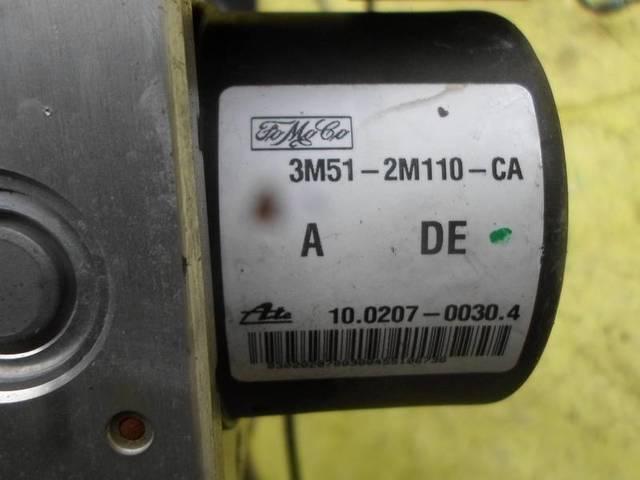 FoMoCo
3M51-2M110-CA
A DE
Ate
10.0207-0030.4